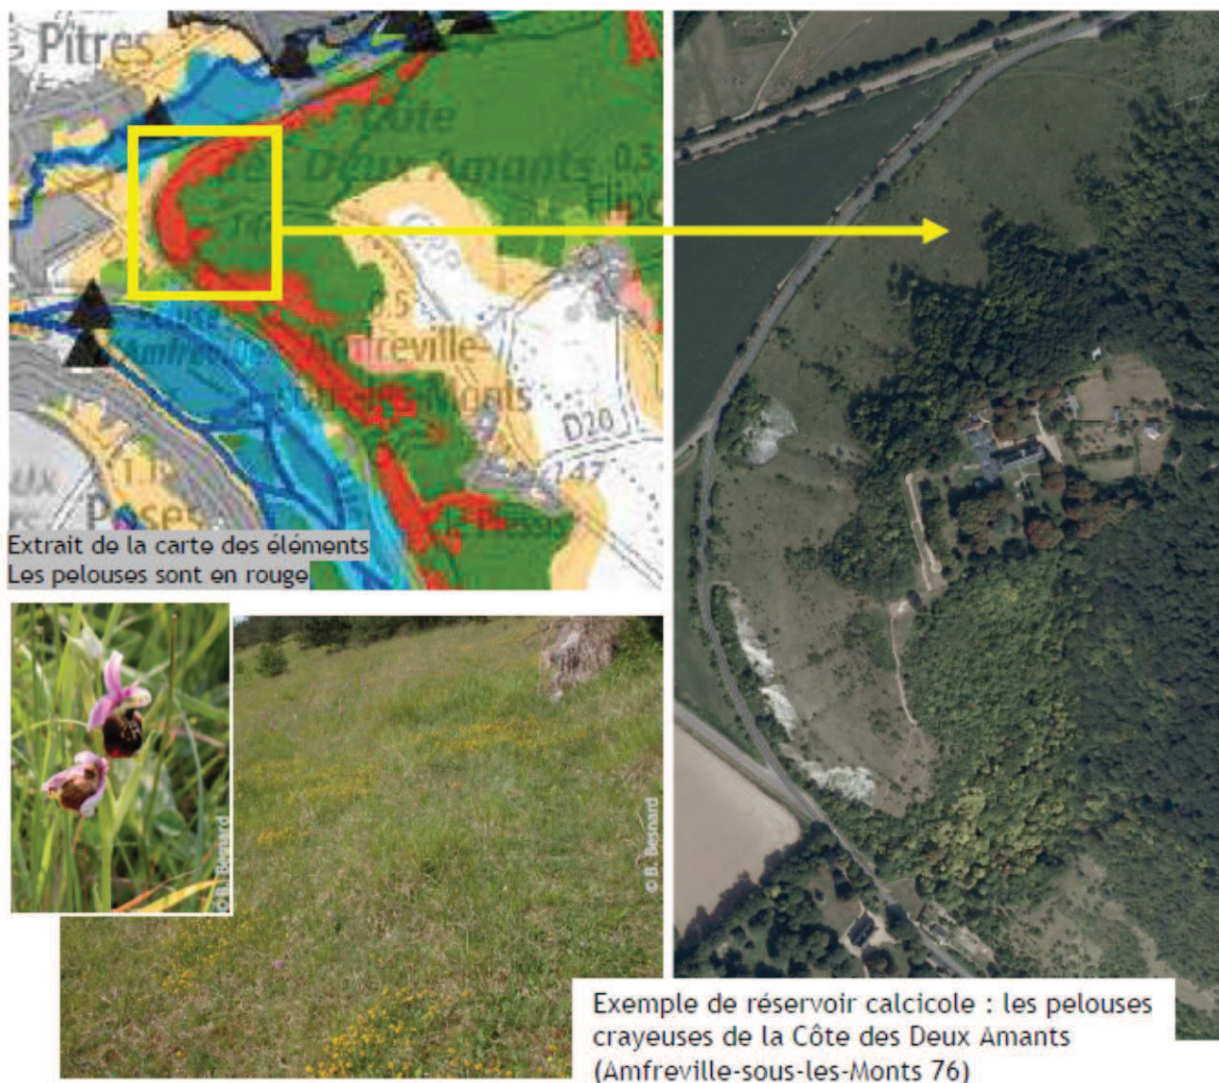 Pitres
Côte
des Deux Amants
D.5
Amfreville-
sous-les-Monts
D20
147
Poses
Extrait de la carte des éléments
Les pelouses sont en rouge
© B. Besnard
© B. Besnard
Exemple de réservoir calcicole : les pelouses
crayeuses de la Côte des Deux Amants
(Amfreville-sous-les-Monts 76)